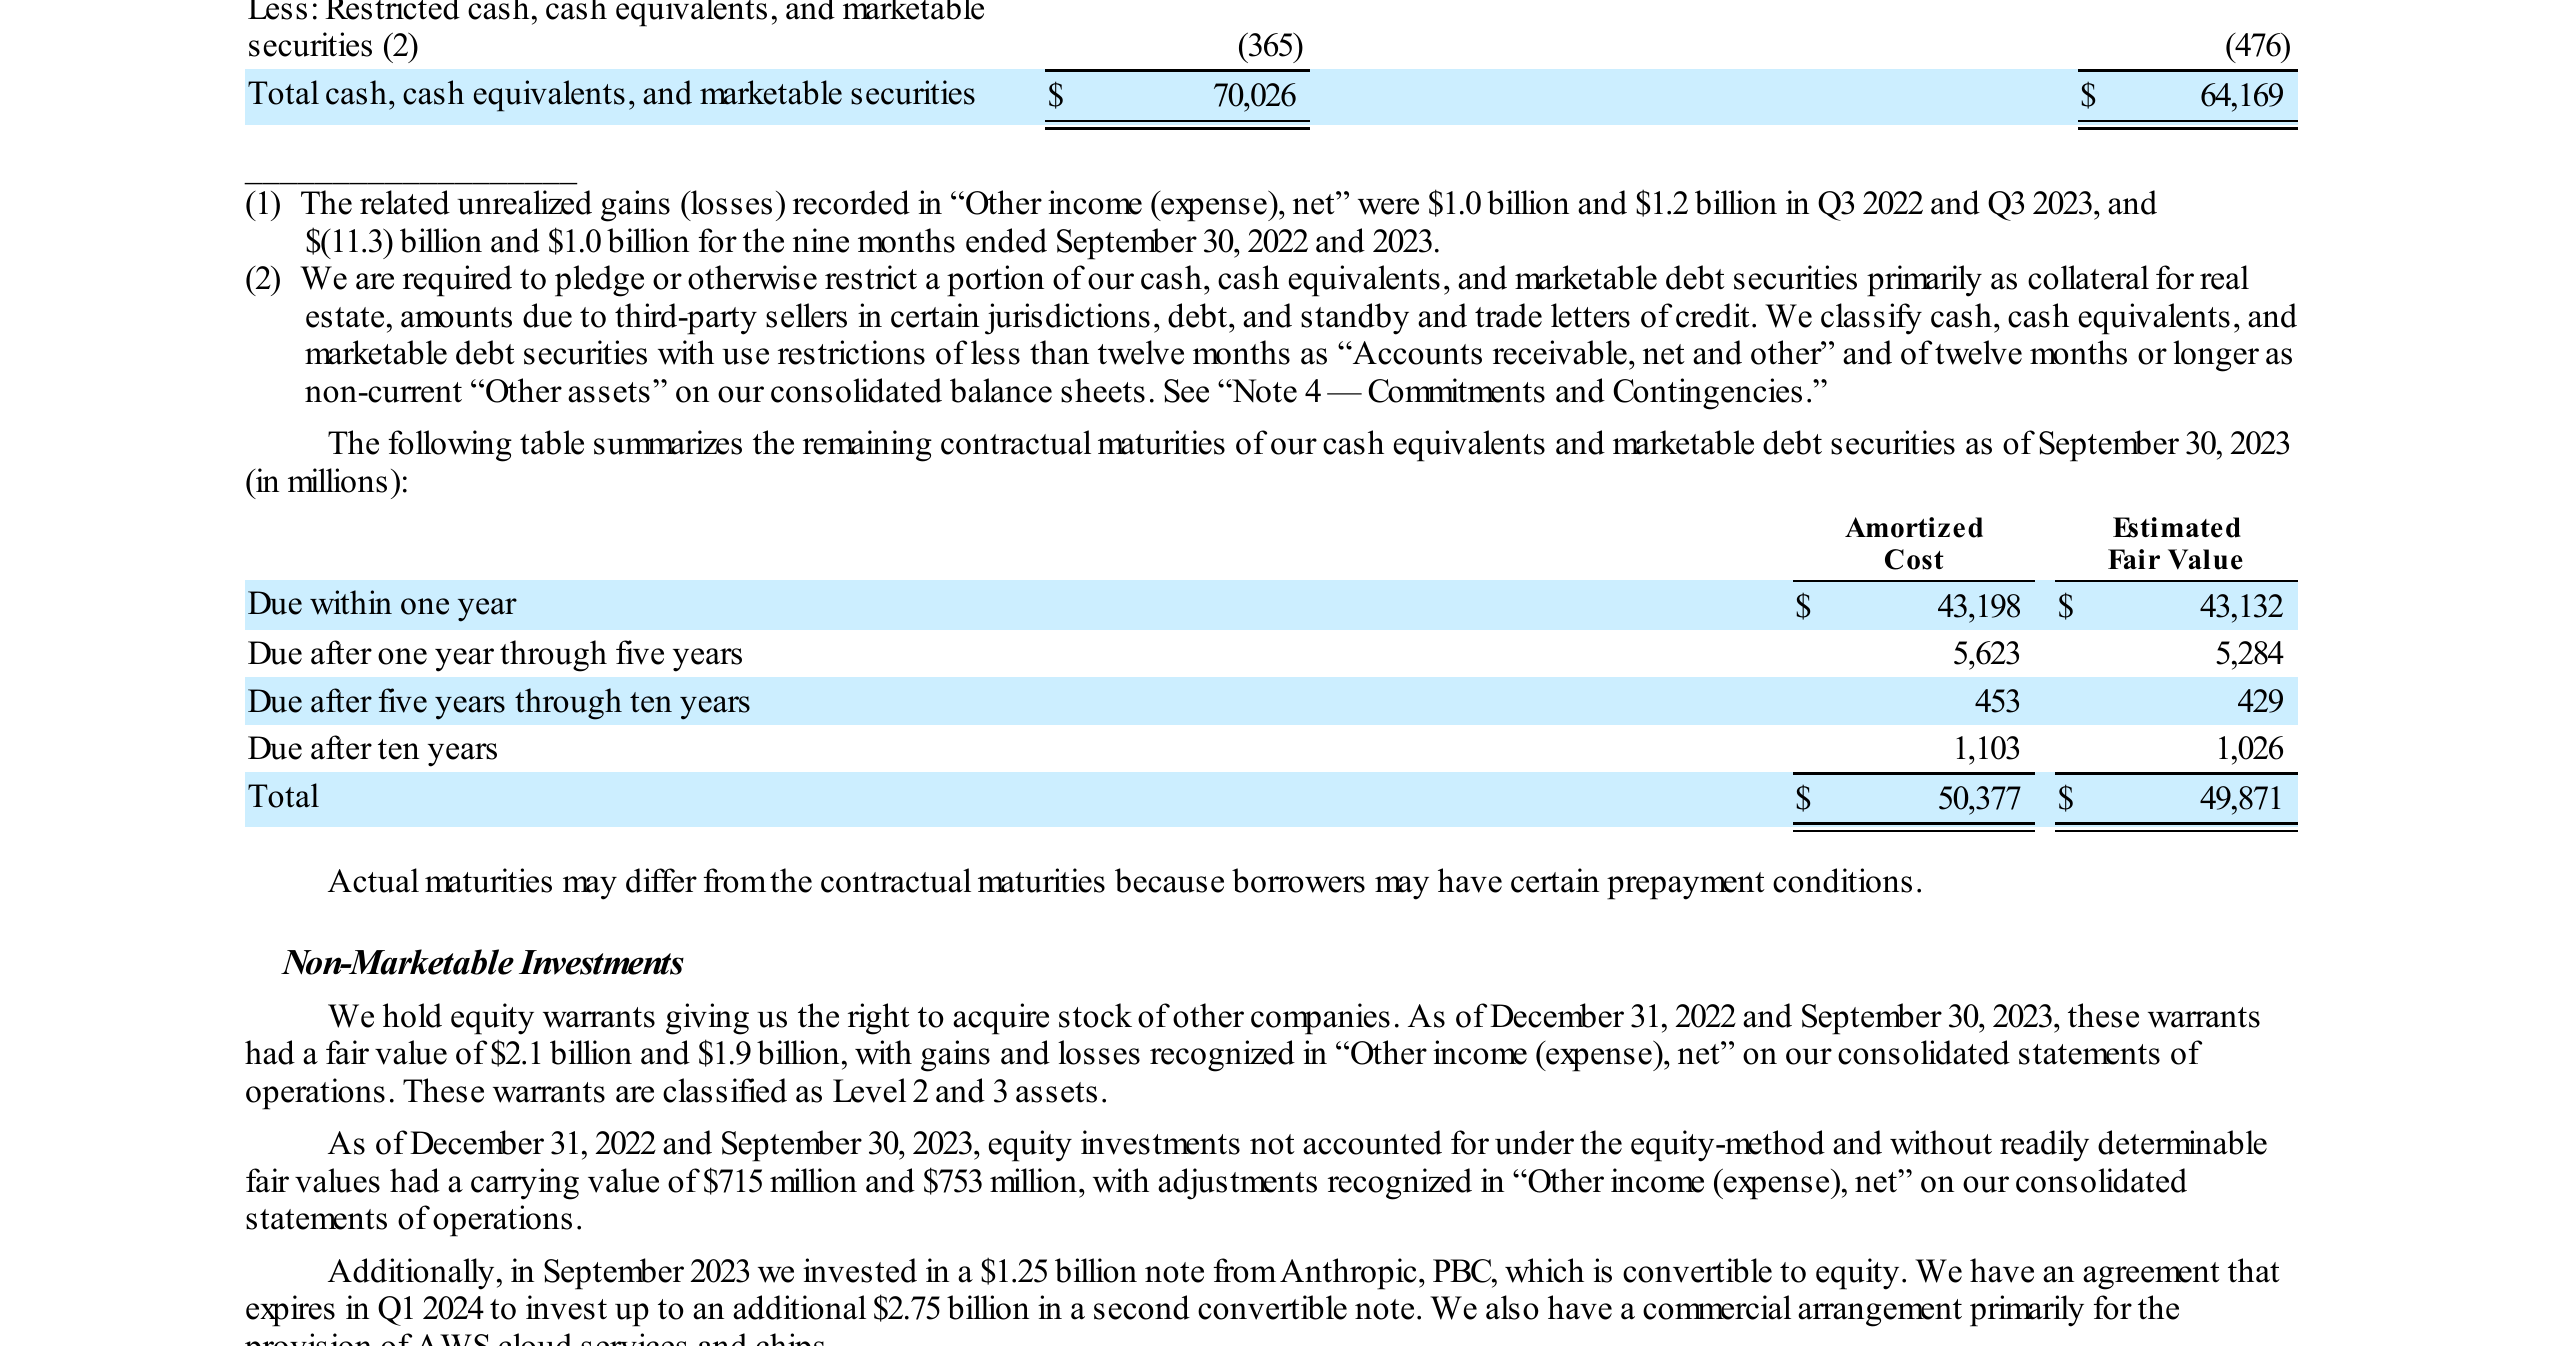 Less: Restricted cash, cash equivalents, and marketable
securities (2) (365) (476)
Total cash, cash equivalents, and marketable securities $ 70,026 $ 64,169
___________________
(1) The related unrealized gains (losses) recorded in “Other income (expense), net” were $1.0 billion and $1.2 billion in Q3 2022 and Q3 2023, and
$(11.3) billion and $1.0 billion for the nine months ended September 30, 2022 and 2023.
(2) We are required to pledge or otherwise restrict a portion of our cash, cash equivalents, and marketable debt securities primarily as collateral for real
estate, amounts due to third-party sellers in certain jurisdictions, debt, and standby and trade letters of credit. We classify cash, cash equivalents, and
marketable debt securities with use restrictions of less than twelve months as “Accounts receivable, net and other” and of twelve months or longer as
non-current “Other assets” on our consolidated balance sheets. See “Note 4 — Commitments and Contingencies.”
The following table summarizes the remaining contractual maturities of our cash equivalents and marketable debt securities as of September 30, 2023
(in millions):
Amortized Estimated
Cost Fair Value
Due within one year $ 43,198 $ 43,132
Due after one year through five years 5,623 5,284
Due after five years through ten years 453 429
Due after ten years 1,103 1,026
Total $ 50,377 $ 49,871
Actual maturities may differ from the contractual maturities because borrowers may have certain prepayment conditions.
Non-Marketable Investments
We hold equity warrants giving us the right to acquire stock of other companies. As of December 31, 2022 and September 30, 2023, these warrants
had a fair value of $2.1 billion and $1.9 billion, with gains and losses recognized in “Other income (expense), net” on our consolidated statements of
operations. These warrants are classified as Level 2 and 3 assets.
As of December 31, 2022 and September 30, 2023, equity investments not accounted for under the equity-method and without readily determinable
fair values had a carrying value of $715 million and $753 million, with adjustments recognized in “Other income (expense), net” on our consolidated
statements of operations.
Additionally, in September 2023 we invested in a $1.25 billion note from Anthropic, PBC, which is convertible to equity. We have an agreement that
expires in Q1 2024 to invest up to an additional $2.75 billion in a second convertible note. We also have a commercial arrangement primarily for the
provision of AWS cloud services and chips.